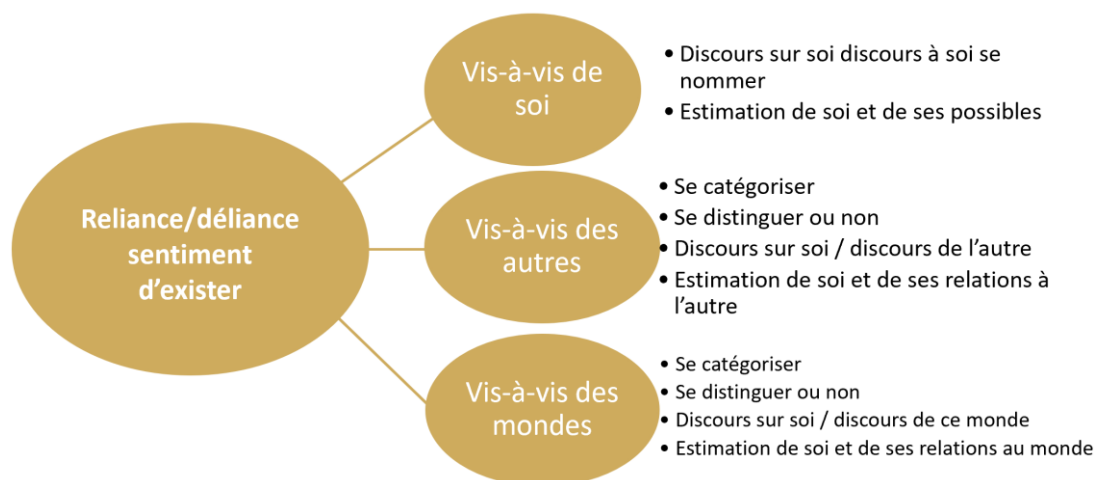 Reliance/déliance
sentiment
d'exister
Vis-à-vis de
soi
• Discours sur soi discours à soi se
nommer
• Estimation de soi et de ses possibles
Vis-à-vis des
autres
• Se catégoriser
• Se distinguer ou non
• Discours sur soi / discours de l'autre
• Estimation de soi et de ses relations à
l'autre
Vis-à-vis des
mondes
• Se catégoriser
• Se distinguer ou non
• Discours sur soi / discours de ce monde
• Estimation de soi et de ses relations au monde